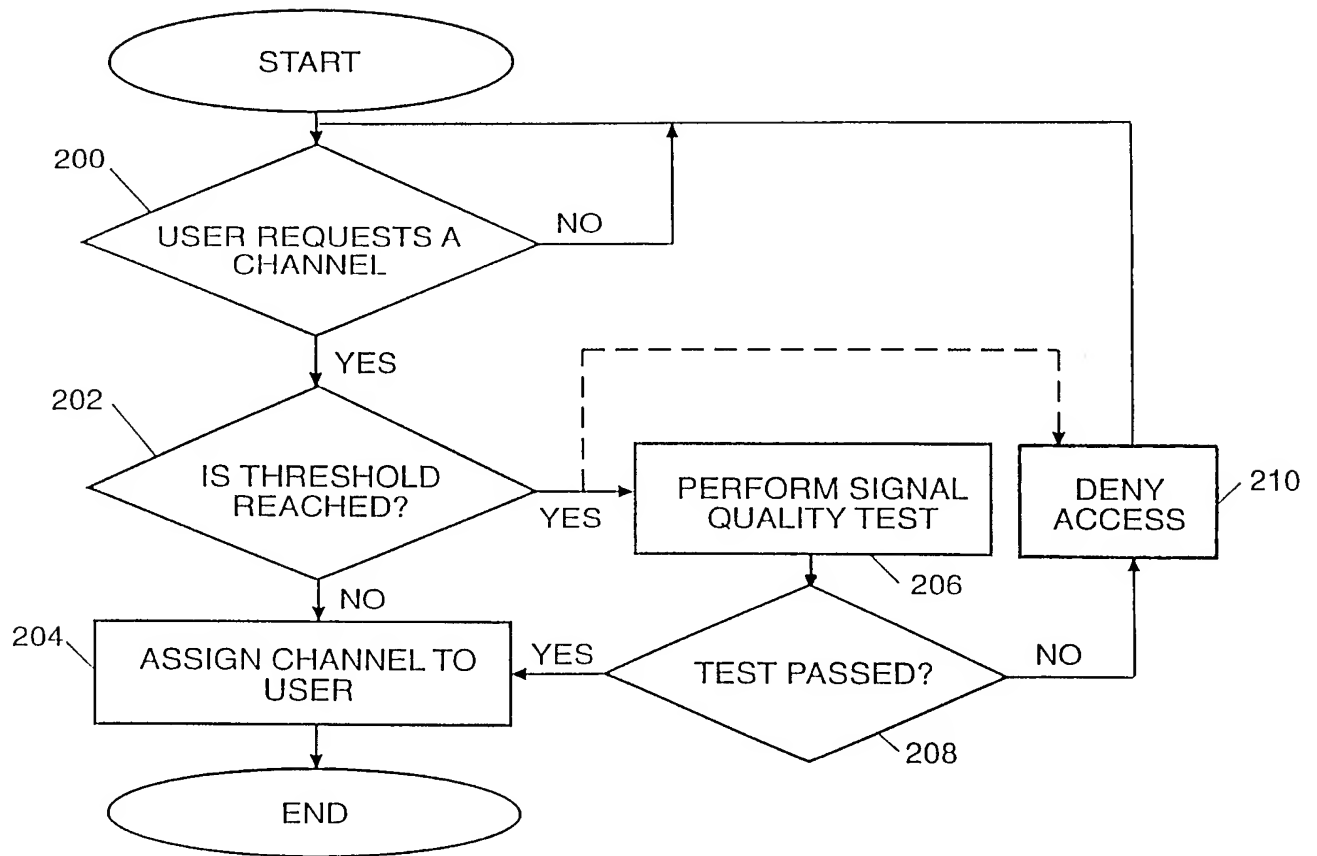 START
200
USER REQUESTS A
CHANNEL
NO
YES
202
IS THRESHOLD
REACHED?
YES
PERFORM SIGNAL
QUALITY TEST
206
DENY
ACCESS
210
NO
204
ASSIGN CHANNEL TO
USER
YES
TEST PASSED?
NO
208
END